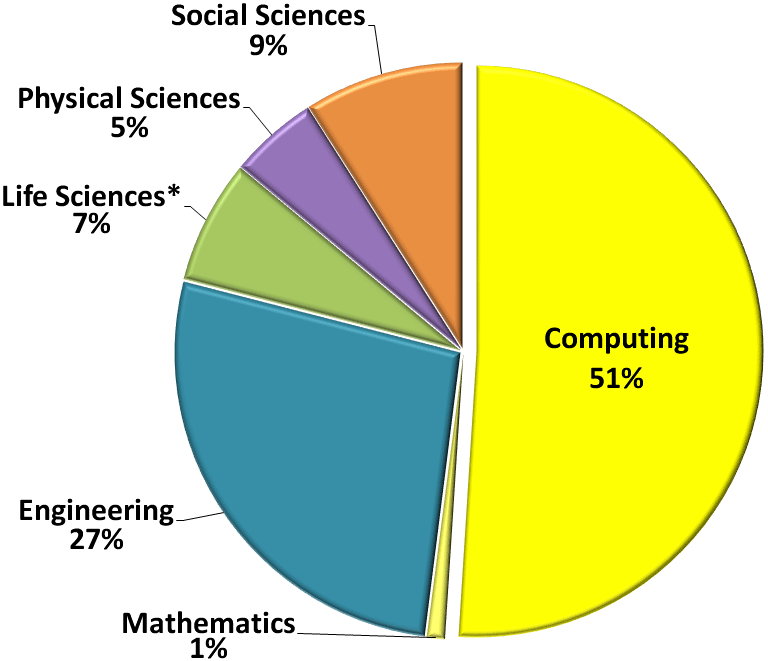 Social Sciences
9%
Physical Sciences
5%
Life Sciences*
7%
Computing
51%
Engineering
27%
Mathematics
1%